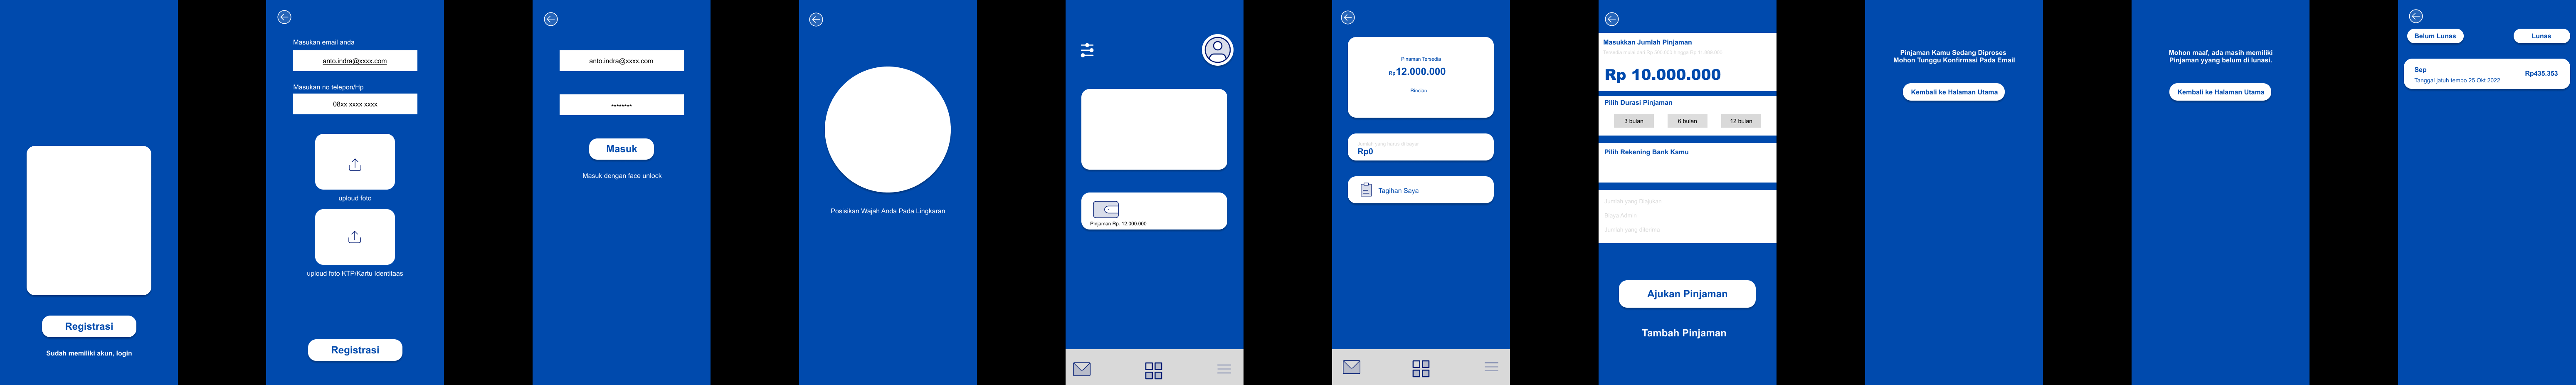 Registrasi
Sudah memiliki akun, login
Masukan email anda
anto.indra@xxxx.com
Masukan no telepon/Hp
08xx xxxx xxxx
uploud foto
uploud foto KTP/Kartu Identitaas
Registrasi
anto.indra@xxxx.com
********
Masuk
Masuk dengan face unlock
Posisikan Wajah Anda Pada Lingkaran
Pinjaman Rp. 12.000.000
Pinaman Tersedia
Rp 12.000.000
Rincian
Rp0
Tagihan Saya
Masukkan Jumlah Pinjaman
Rp 10.000.000
Pilih Durasi Pinjaman
3 bulan 6 bulan 12 bulan
Pilih Rekening Bank Kamu
Jumlah yang Diajukan
Biaya Admin
Jumlah yang diterima
Ajukan Pinjaman
Tambah Pinjaman
Pinjaman Kamu Sedang Diproses
Mohon Tunggu Konfirmasi Pada Email
Kembali ke Halaman Utama
Mohon maaf, ada masih memiliki
Pinjaman yyang belum di lunasi.
Kembali ke Halaman Utama
Belum Lunas Lunas
Sep
Tanggal jatuh tempo 25 Okt 2022
Rp435.353